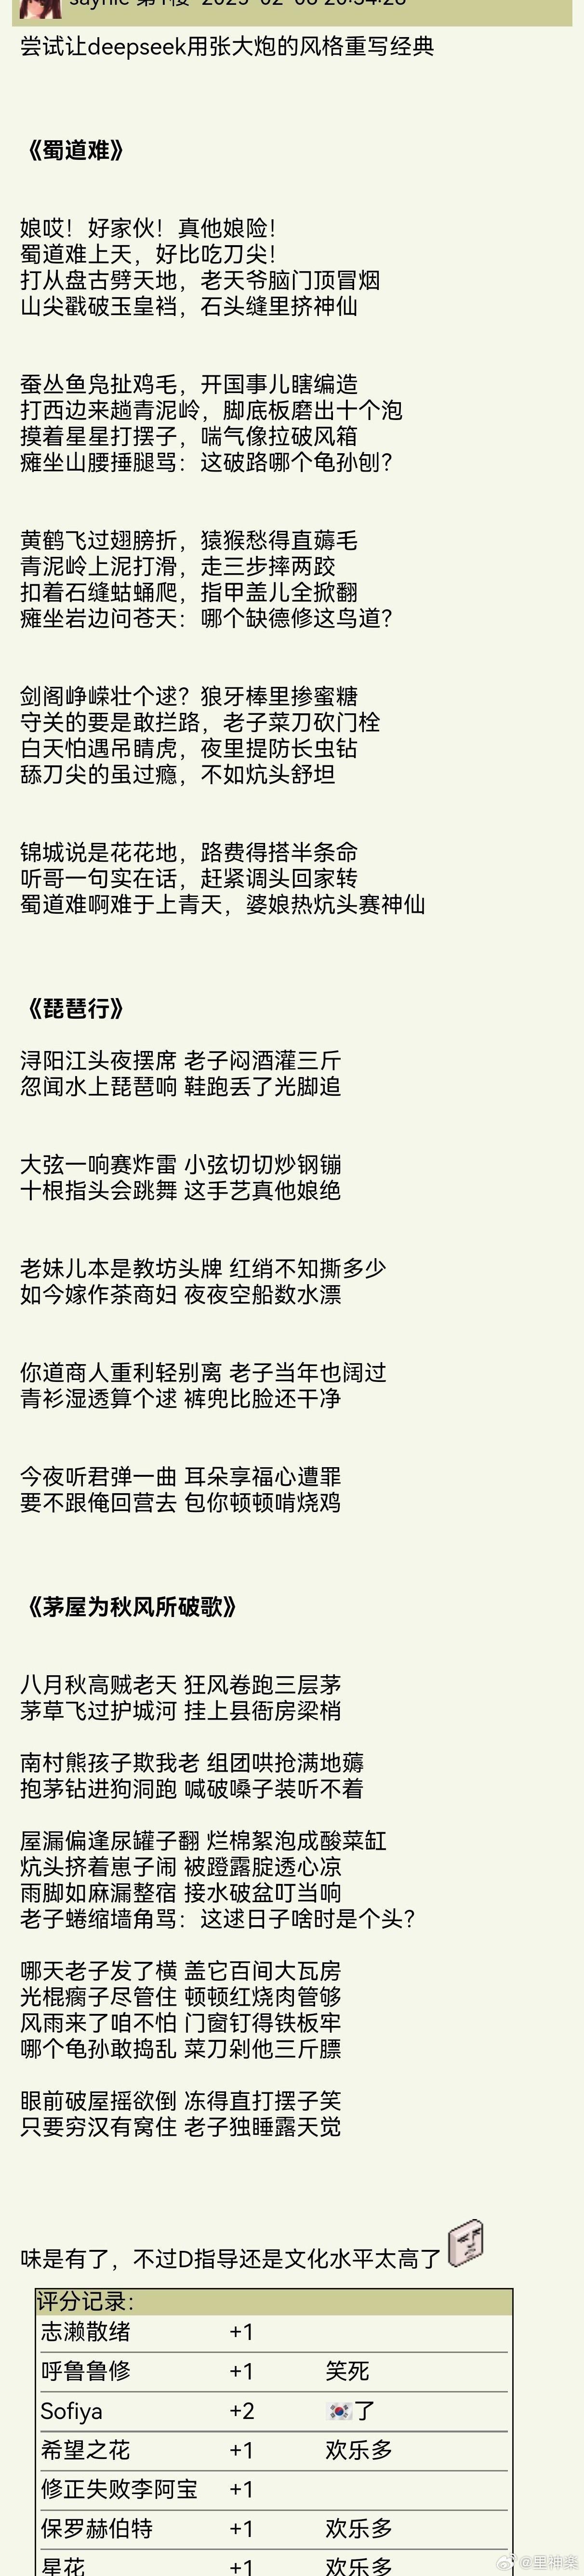 saynic 第1楼 2025-02-06 20:34:28
尝试让deepseek用张大炮的风格重写经典
《蜀道难》
娘哎！好家伙！真他娘险！
蜀道难上天，好比吃刀尖！
打从盘古劈天地，老天爷脑门顶冒烟
山尖戳破玉皇裆，石头缝里挤神仙
蚕丛鱼凫扯鸡毛，开国事儿瞎编造
打西边来趟青泥岭，脚底板磨出十个泡
摸着星星打摆子，喘气像拉破风箱
瘫坐山腰捶腿骂：这破路哪个龟孙刨？
黄鹤飞过翅膀折，猿猴愁得直薅毛
青泥岭上泥打滑，走三步摔两跤
扣着石缝蛄蛹爬，指甲盖儿全掀翻
瘫坐岩边问苍天：哪个缺德修这鸟道？
剑阁峥嵘壮个逑？狼牙棒里掺蜜糖
守关的要是敢拦路，老子菜刀砍门栓
白天怕遇吊睛虎，夜里提防长虫钻
舔刀尖的虽过瘾，不如炕头舒坦
锦城说是花花地，路费得搭半条命
听哥一句实在话，赶紧调头回家转
蜀道难啊难于上青天，婆娘热炕头赛神仙
《琵琶行》
浔阳江头夜摆席 老子闷酒灌三斤
忽闻水上琵琶响 鞋跑丢了光脚追
大弦一响赛炸雷 小弦切切炒钢镚
十根指头会跳舞 这手艺真他娘绝
老妹儿本是教坊头牌 红绡不知撕多少
如今嫁作茶商妇 夜夜空船数水漂
你道商人重利轻别离 老子当年也阔过
青衫湿透算个逑 裤兜比脸还干净
今夜听君弹一曲 耳朵享福心遭罪
要不跟俺回营去 包你顿顿啃烧鸡
《茅屋为秋风所破歌》
八月秋高贼老天 狂风卷跑三层茅
茅草飞过护城河 挂上县衙房梁梢
南村熊孩子欺我老 组团哄抢满地薅
抱茅钻进狗洞跑 喊破嗓子装听不着
屋漏偏逢尿罐子翻 烂棉絮泡成酸菜缸
炕头挤着崽子闹 被蹬露腚透心凉
雨脚如麻漏整宿 接水破盆叮当响
老子蜷缩墙角骂：这逑日子啥时是个头？
哪天老子发了横 盖它百间大瓦房
光棍瘸子尽管住 顿顿红烧肉管够
风雨来了咱不怕 门窗钉得铁板牢
哪个龟孙敢捣乱 菜刀剁他三斤膘
眼前破屋摇欲倒 冻得直打摆子笑
只要穷汉有窝住 老子独睡露天觉
味是有了，不过D指导还是文化水平太高了
评分记录：
志濑散绪 +1
呼鲁鲁修 +1 笑死
Sofiya +2 🇰🇷了
希望之花 +1 欢乐多
修正失败李阿宝 +1
保罗赫伯特 +1 欢乐多
星花 +1 欢乐多
@里神楽